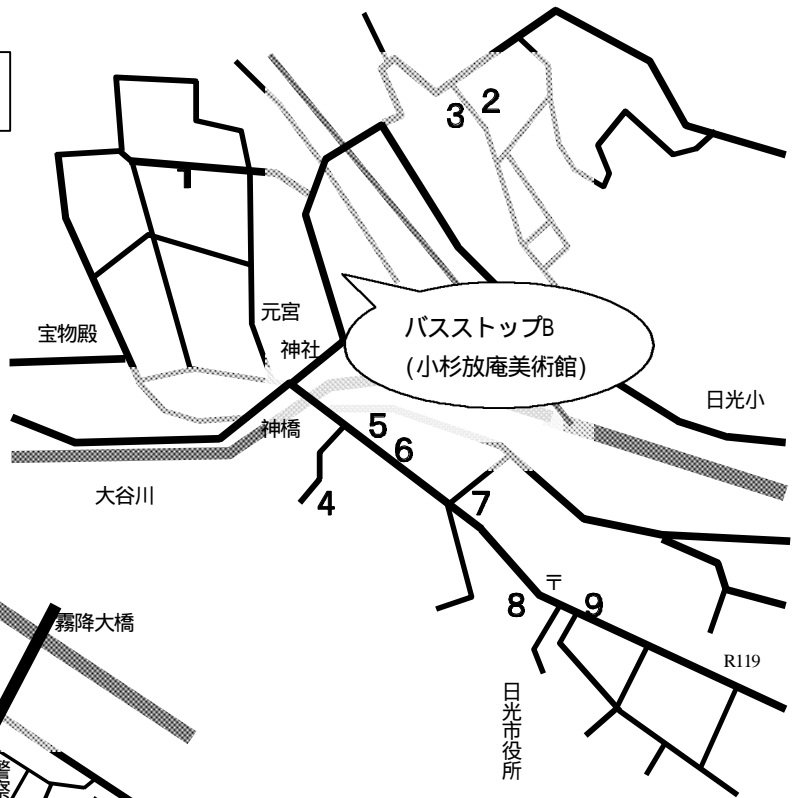 3
2
元宮
神社
宝物殿
バスストップB
(小杉放庵美術館)
日光小
神橋
5
6
大谷川
4
7
〒
8
9
霧降大橋
R119
日光市役所
警察